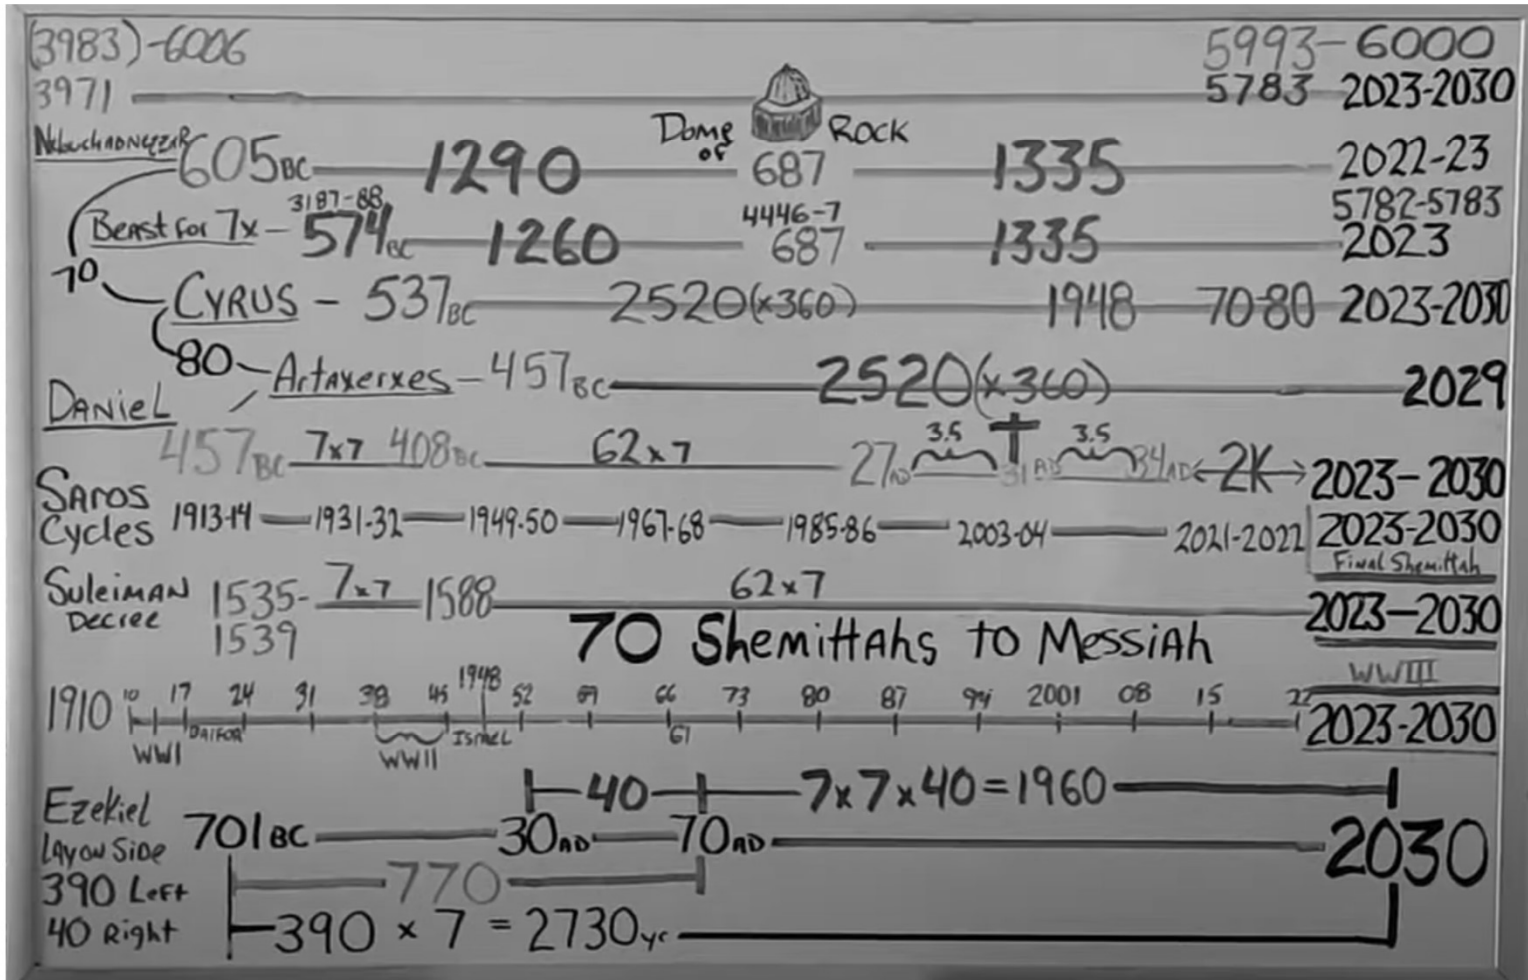 (3983)-6006 5993-6000
3971 5783 2023-2030
Dome of Rock
Nebuchadnezzar 605BC 1290 687 1335 2022-23
3187-88 4446-7 5782-5783
Beast for 7x - 574BC 1260 687 1335 2023
70
Cyrus - 537BC 2520(x360) 1948 70-80 2023-2030
80 Artaxerxes - 457BC 2520(x360) 2029
Daniel
457BC 7x7 408BC 62x7 27AD 3.5 31AD 3.5 34AD 2K 2023-2030
Saros Cycles 1913-14 1931-32 1949-50 1967-68 1985-86 2003-04 2021-2022 2023-2030
Final Shemittah
Suleiman Decree 1535-1539 7x7 1588 62x7 2023-2030
70 Shemittahs to Messiah
WWIII
1948
1910 10 17 24 31 38 45 52 59 66 73 80 87 94 2001 08 15 22 2023-2030
WWI WWII Israel 67
40 7x7x40=1960
Ezekiel 701BC 30AD 70AD 2030
Lay on Side
390 Left 770
40 Right 390 x 7 = 2730yr